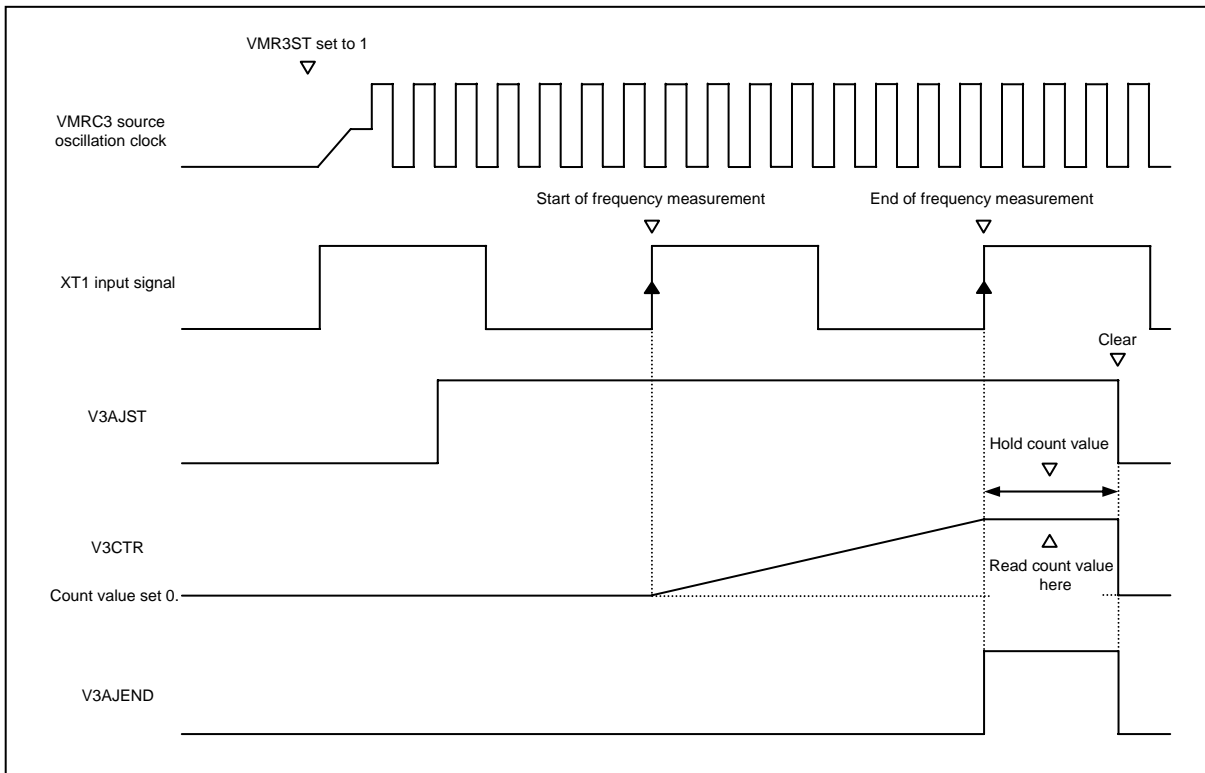 VMR3ST set to 1
VMRC3 source
oscillation clock
Start of frequency measurement
End of frequency measurement
XT1 input signal
Clear
V3AJST
Hold count value
V3CTR
Read count value
here
Count value set 0.
V3AJEND